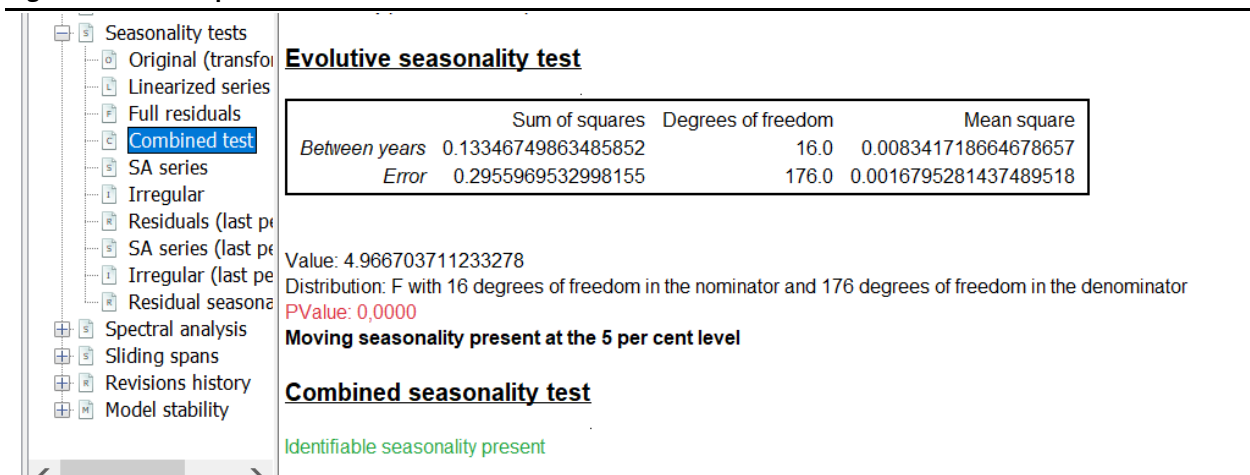 Seasonality tests
Original (transfor
Linearized series
Full residuals
Combined test
SA series
Irregular
Residuals (last pe
SA series (last pe
Irregular (last pe
Residual seasona
Spectral analysis
Sliding spans
Revisions history
Model stability
Evolutive seasonality test
Sum of squares Degrees of freedom Mean square
Between years 0.13346749863485852 16.0 0.008341718664678657
Error 0.2955969532998155 176.0 0.0016795281437489518
Value: 4.966703711233278
Distribution: F with 16 degrees of freedom in the nominator and 176 degrees of freedom in the denominator
PValue: 0,0000
Moving seasonality present at the 5 per cent level
Combined seasonality test
Identifiable seasonality present